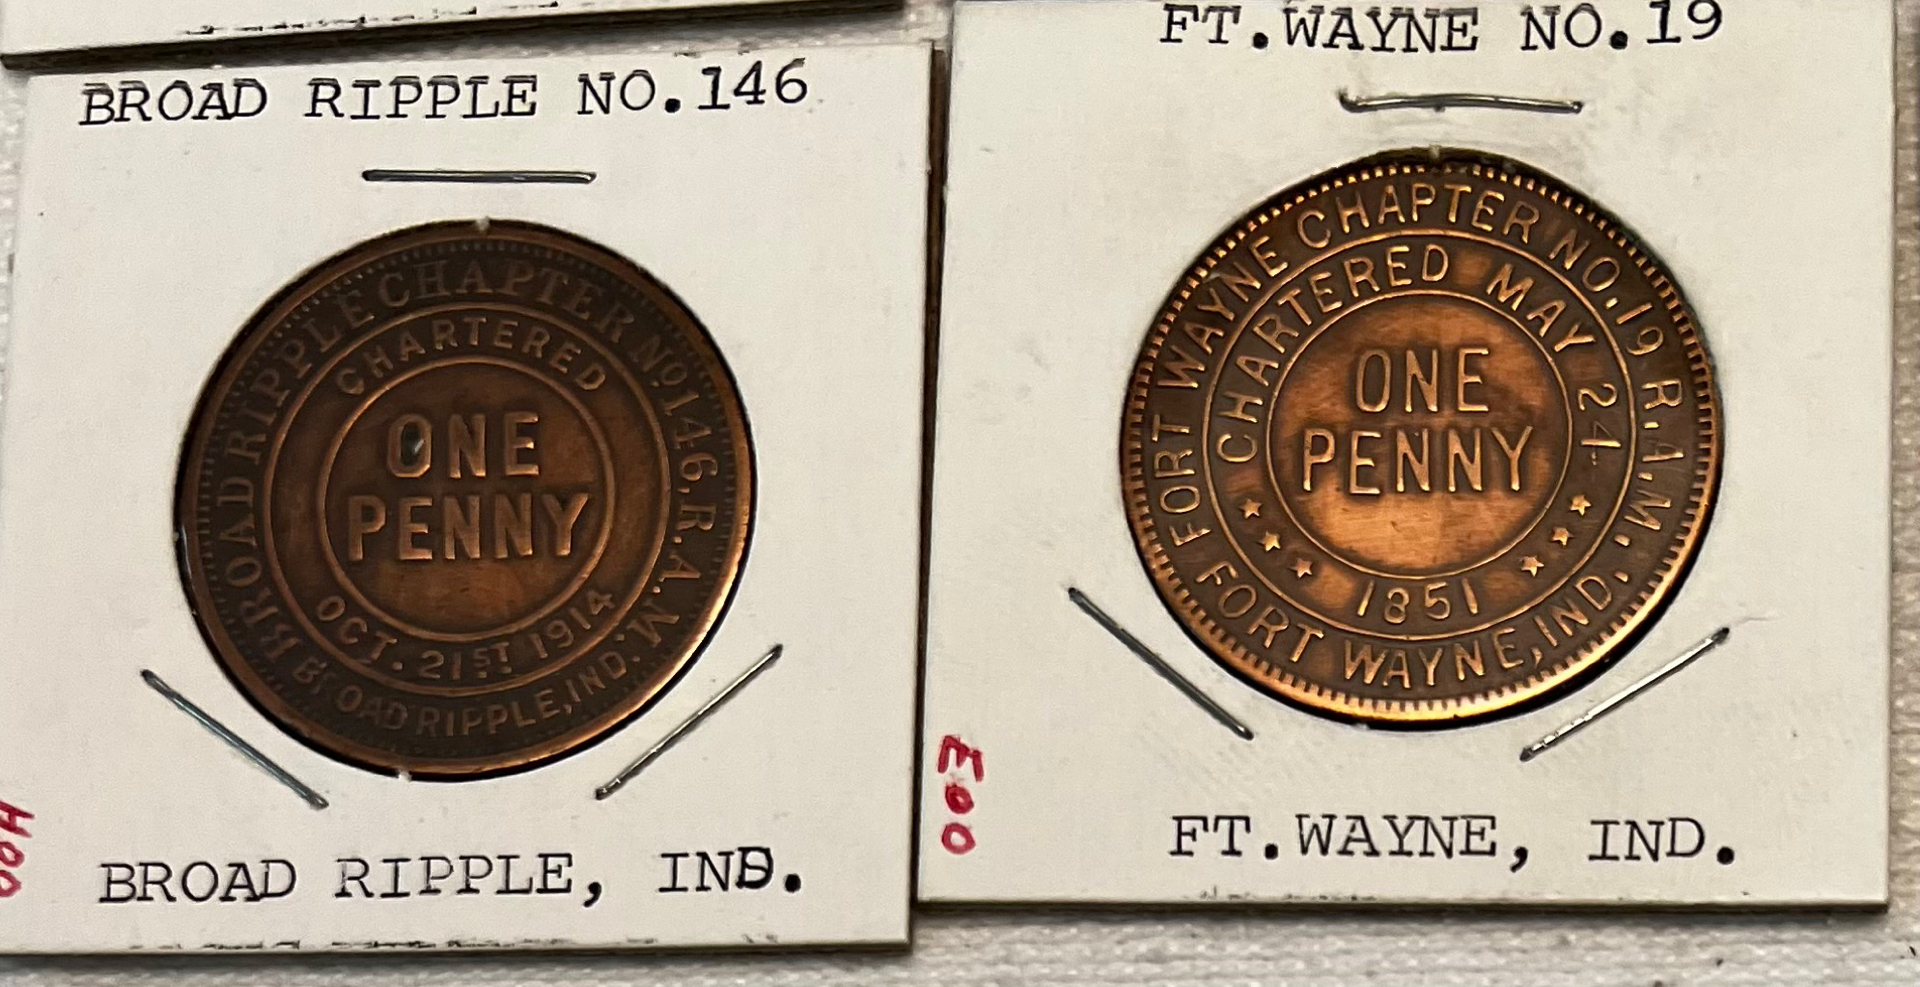 BROAD RIPPLE NO.146
BROAD RIPPLE CHAPTER NO. 146, R.A.M.
BROAD RIPPLE, IND.
CHARTERED
OCT. 21ST 1914
ONE
PENNY
BROAD RIPPLE, IND.
FT.WAYNE NO.19
FORT WAYNE CHAPTER NO. 19 R.A.M.
FORT WAYNE, IND.
CHARTERED MAY 24
1851
ONE
PENNY
E00
FT.WAYNE, IND.